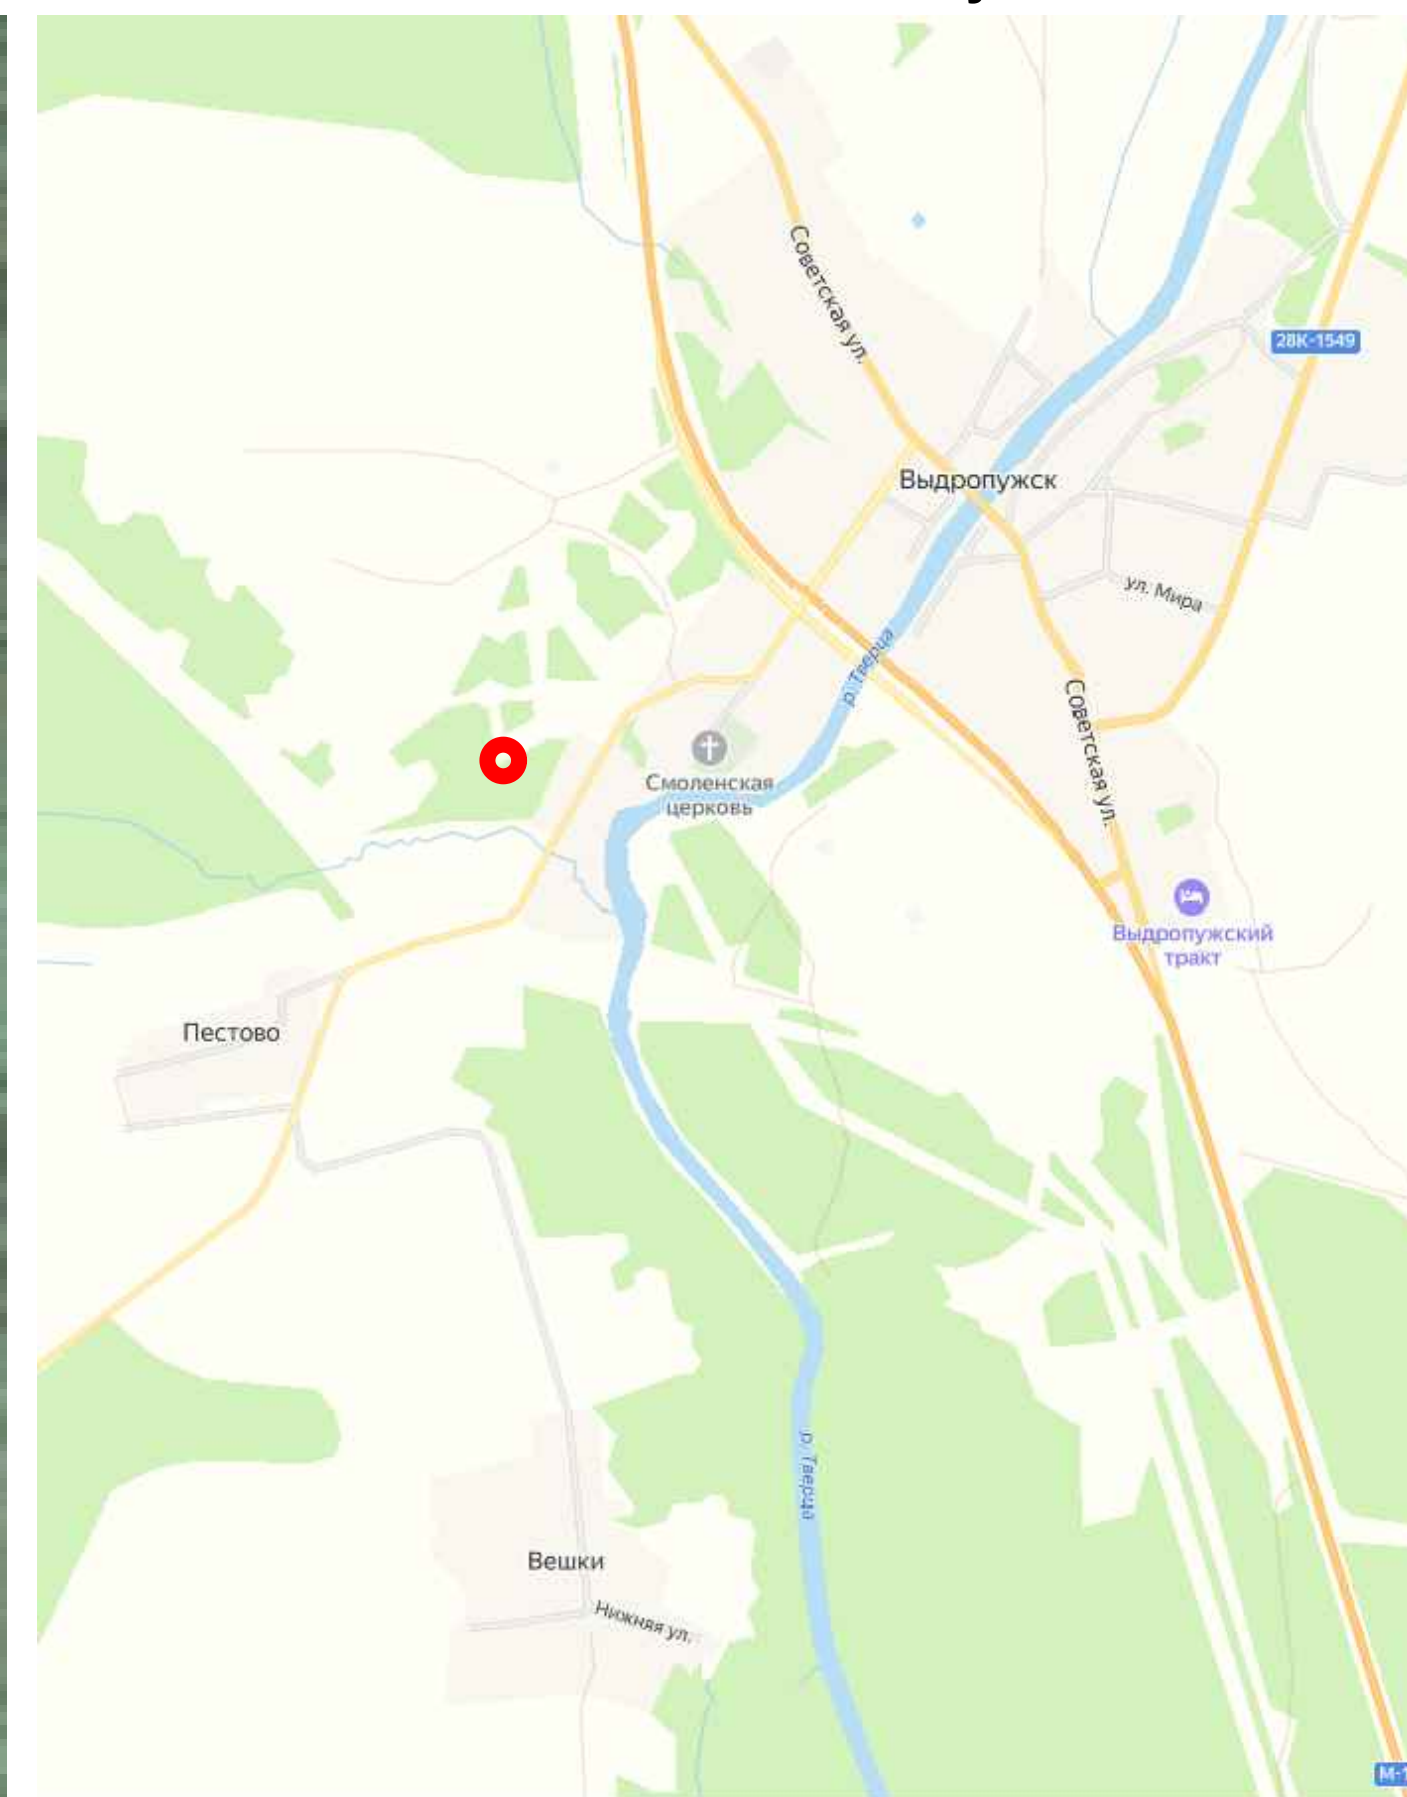 Советская ул.
28К-1549
Выдропужск
ул. Мира
р. Тверца
Советская ул.
Смоленская
церковь
Выдропужский
тракт
Пестово
р. Тверца
Вешки
Нижняя ул.
М-1